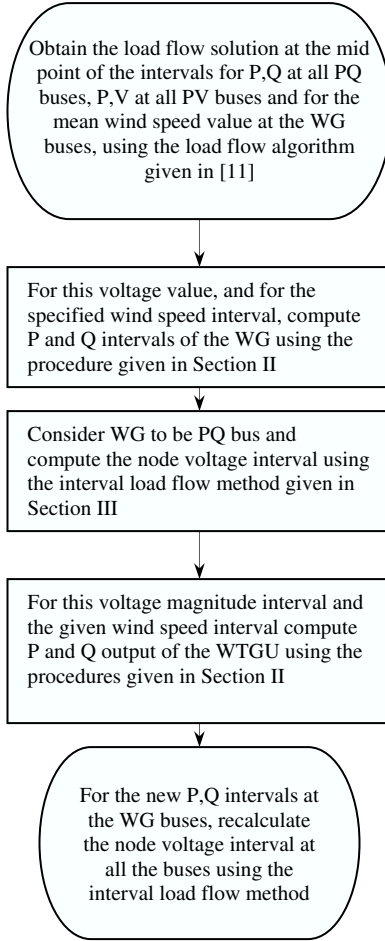 Obtain the load flow solution at the mid
point of the intervals for P,Q at all PQ
buses, P,V at all PV buses and for the
mean wind speed value at the WG
buses, using the load flow algorithm
given in [11]
For this voltage value, and for the
specified wind speed interval, compute
P and Q intervals of the WG using the
procedure given in Section II
Consider WG to be PQ bus and
compute the node voltage interval using
the interval load flow method given in
Section III
For this voltage magnitude interval and
the given wind speed interval compute
P and Q output of the WTGU using the
procedures given in Section II
For the new P,Q intervals at
the WG buses, recalculate
the node voltage interval at
all the buses using the
interval load flow method